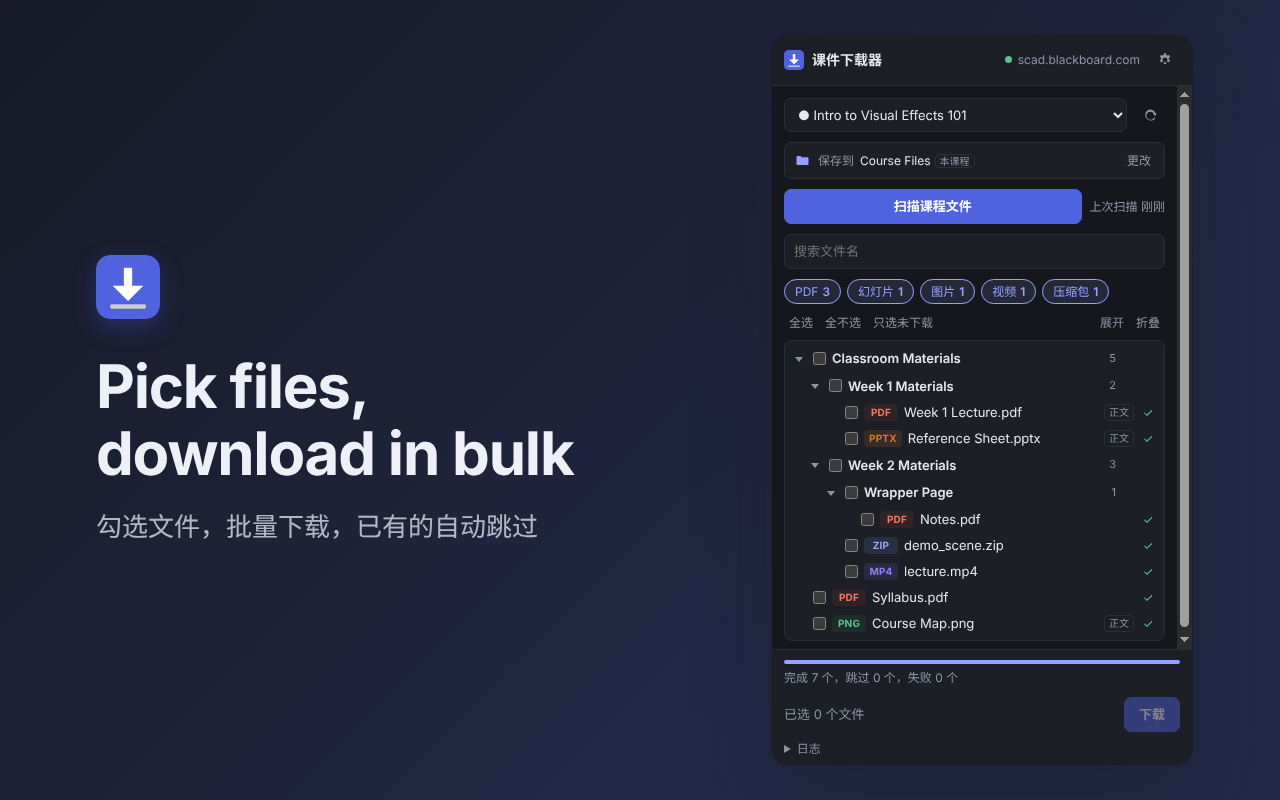 Pick files,
download in bulk
勾选文件，批量下载，已有的自动跳过
课件下载器 scad.blackboard.com
Intro to Visual Effects 101
保存到 Course Files 本课程 更改
扫描课程文件 上次扫描 刚刚
搜索文件名
PDF 3 幻灯片 1 图片 1 视频 1 压缩包 1
全选 全不选 只选未下载 展开 折叠
Classroom Materials 5
Week 1 Materials 2
PDF Week 1 Lecture.pdf 正文
PPTX Reference Sheet.pptx 正文
Week 2 Materials 3
Wrapper Page 1
PDF Notes.pdf
ZIP demo_scene.zip
MP4 lecture.mp4
PDF Syllabus.pdf
PNG Course Map.png 正文
完成 7 个，跳过 0 个，失败 0 个
已选 0 个文件 下载
日志